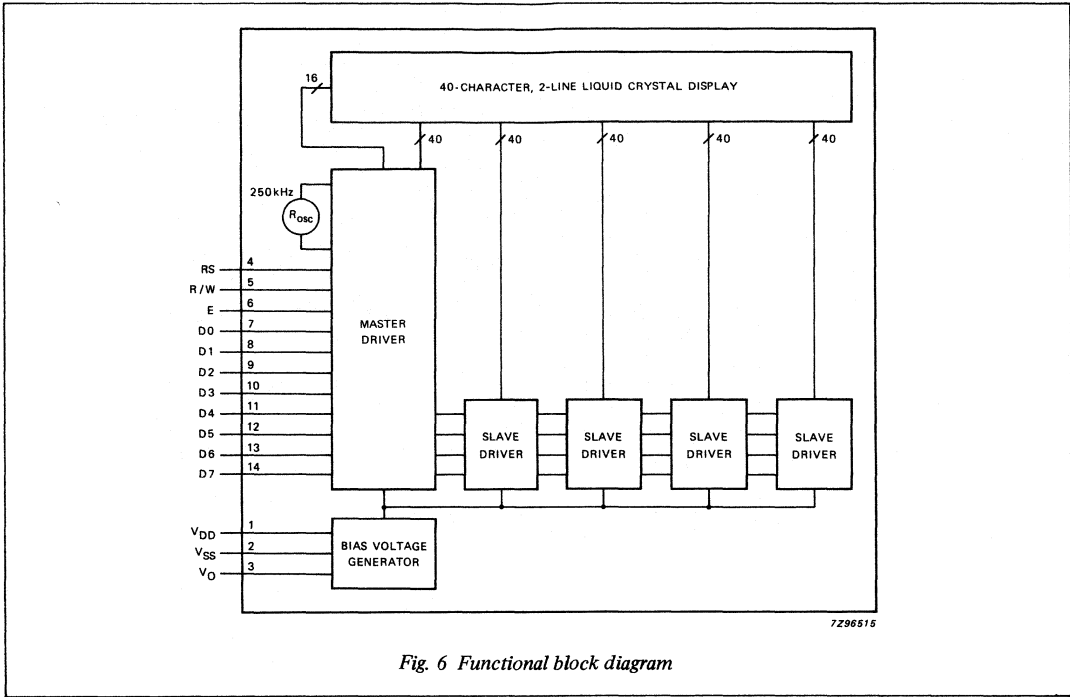 16
40-CHARACTER, 2-LINE LIQUID CRYSTAL DISPLAY
40 40 40 40 40
250kHz
Rosc
RS 4
R/W 5
E 6
D0 7
D1 8
D2 9
D3 10
D4 11
D5 12
D6 13
D7 14
MASTER
DRIVER
SLAVE
DRIVER
SLAVE
DRIVER
SLAVE
DRIVER
SLAVE
DRIVER
VDD 1
VSS 2
VO 3
BIAS VOLTAGE
GENERATOR
7Z96515
Fig. 6 Functional block diagram